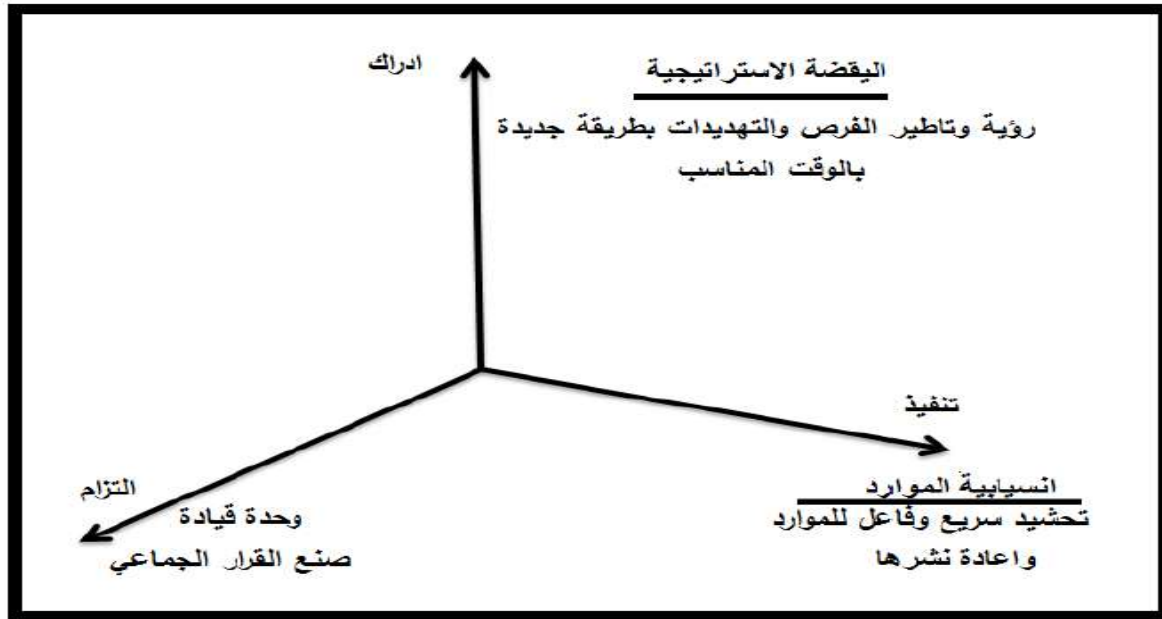 ادراك
اليقضة الاستراتيجية
رؤية وتاطير الفرص والتهديدات بطريقة جديدة
بالوقت المناسب
تنفيذ
انسيابية الموارد
تحشيد سريع وفاعل للموارد
واعادة نشرها
التزام
وحدة قيادة
صنع القرار الجماعي